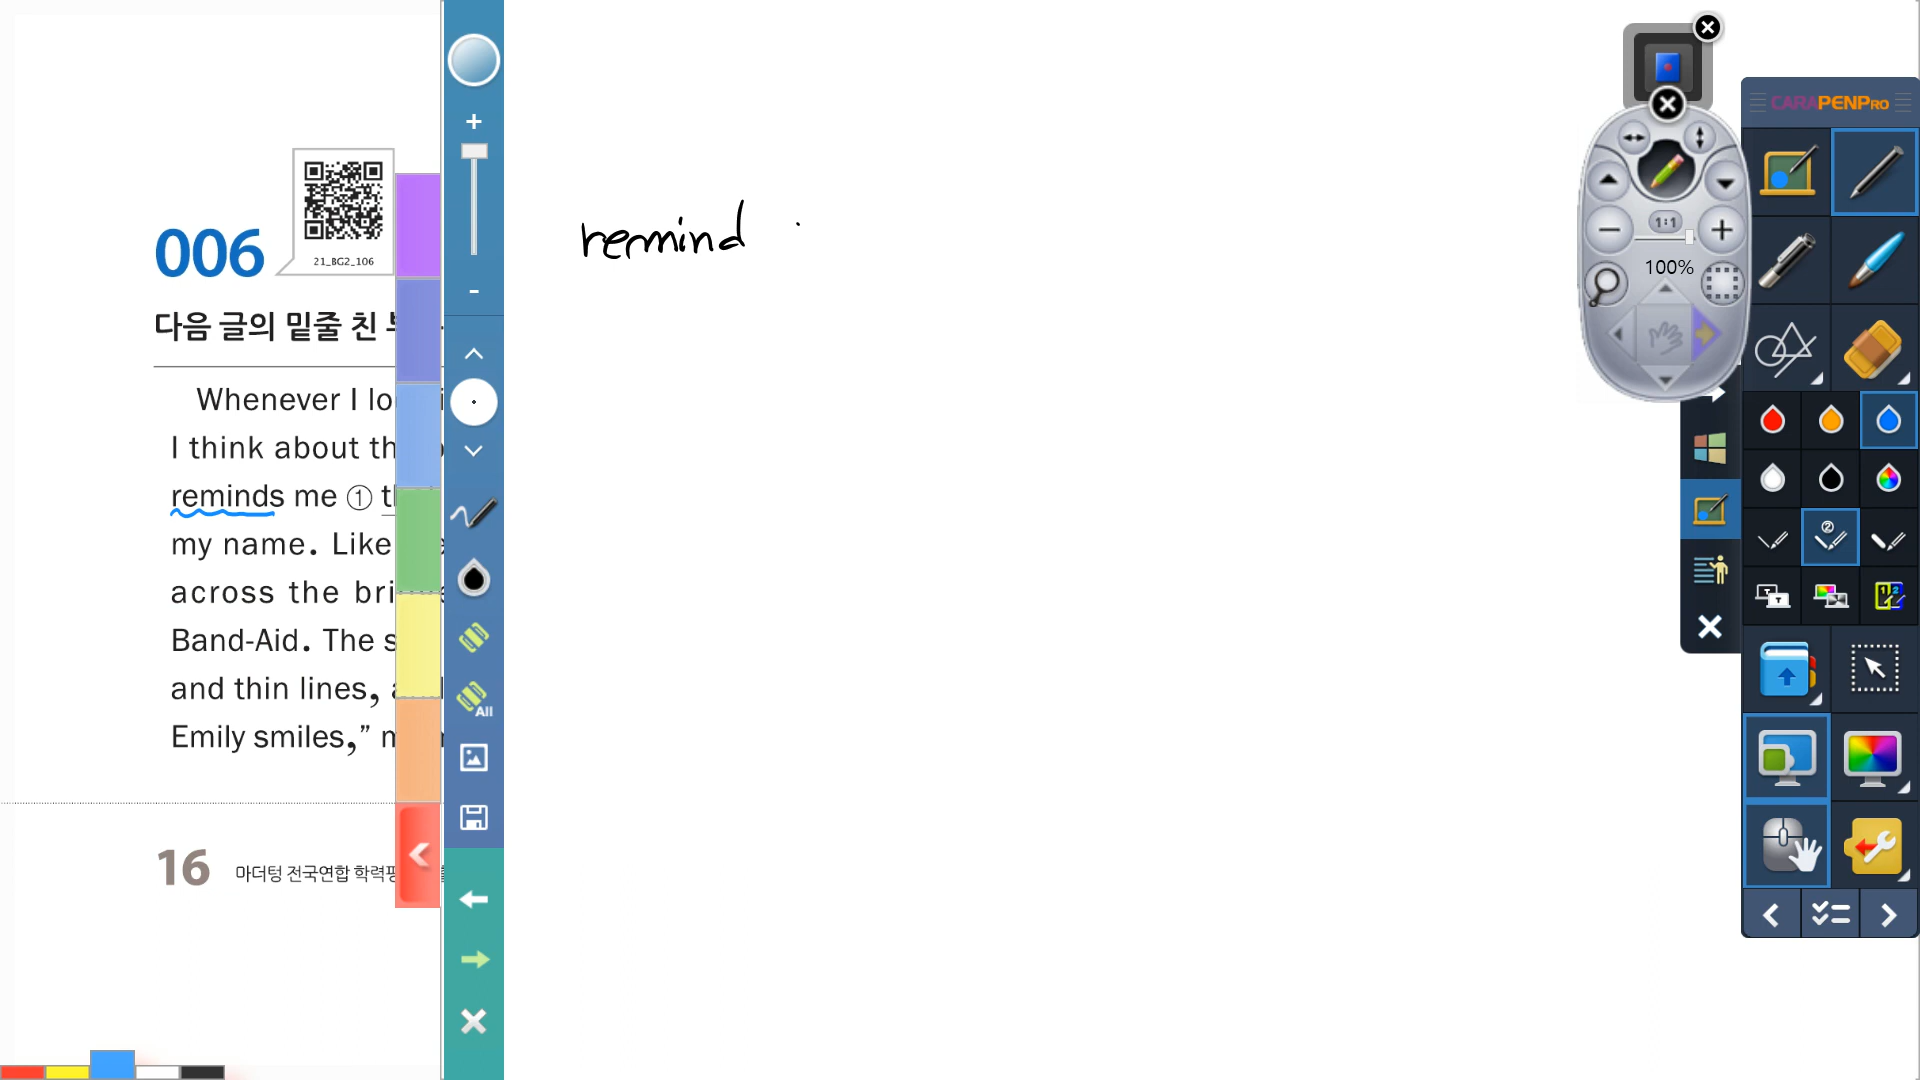 006
21_BG2_106
다음 글의 밑줄 친
Whenever I lo
I think about th
reminds me ① t
my name. Like
across the bri
Band-Aid. The s
and thin lines,
Emily smiles,”
16 마더텅 전국연합 학력평
+
-
All
remind
1:1
100%
CARAPENPRO
②